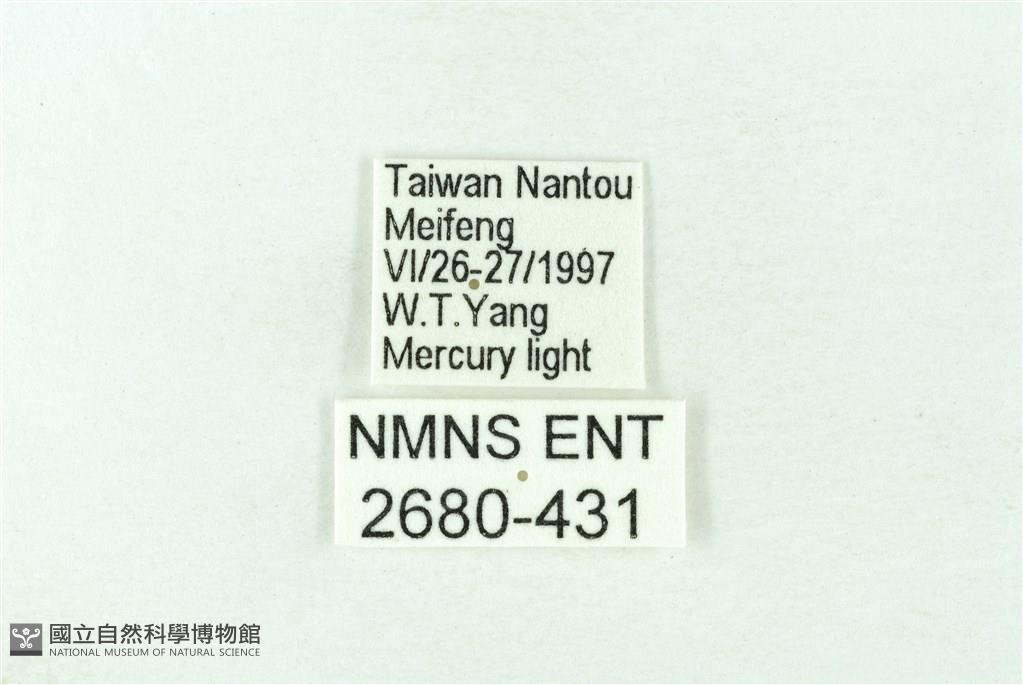 Taiwan Nantou
Meifeng
VI/26-27/1997
W.T.Yang
Mercury light
NMNS ENT
2680-431
國立自然科學博物館
NATIONAL MUSEUM OF NATURAL SCIENCE